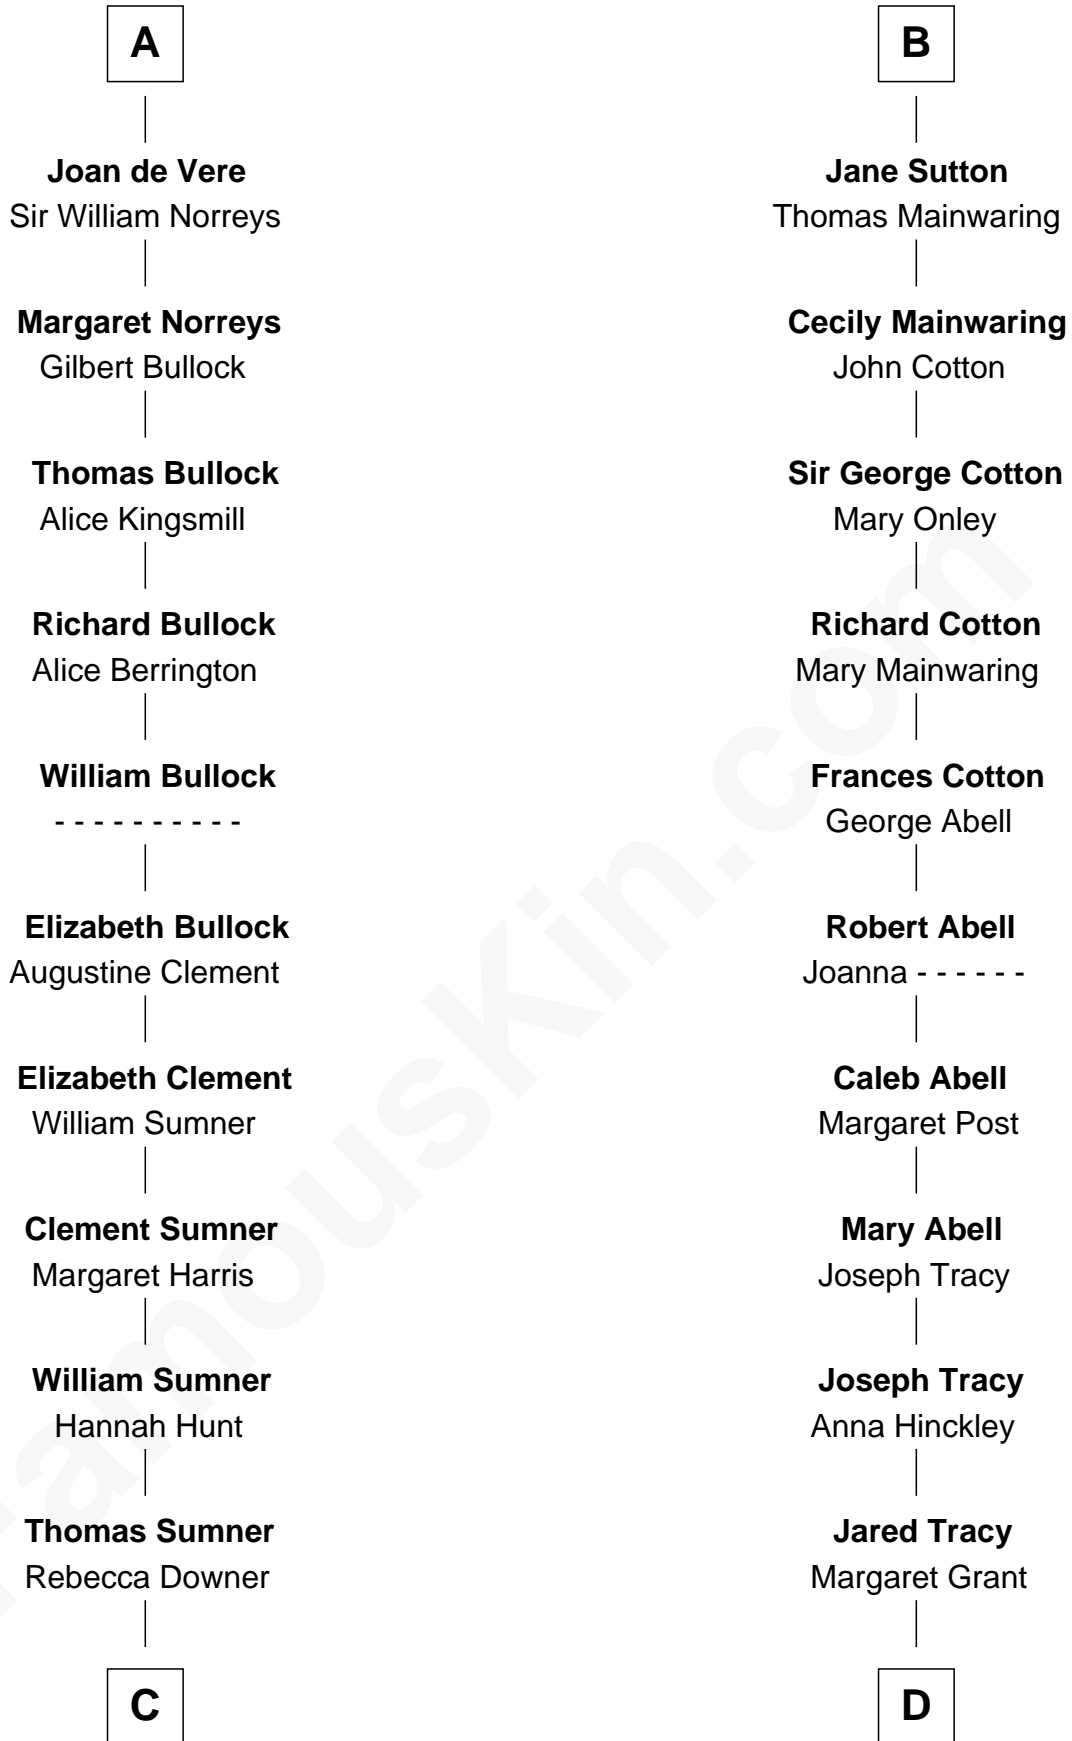 A
Joan de Vere
Sir William Norreys
Margaret Norreys
Gilbert Bullock
Thomas Bullock
Alice Kingsmill
Richard Bullock
Alice Berrington
William Bullock
- - - - - - - - - -
Elizabeth Bullock
Augustine Clement
Elizabeth Clement
William Sumner
Clement Sumner
Margaret Harris
William Sumner
Hannah Hunt
Thomas Sumner
Rebecca Downer
C
B
Jane Sutton
Thomas Mainwaring
Cecily Mainwaring
John Cotton
Sir George Cotton
Mary Onley
Richard Cotton
Mary Mainwaring
Frances Cotton
George Abell
Robert Abell
Joanna - - - - - -
Caleb Abell
Margaret Post
Mary Abell
Joseph Tracy
Joseph Tracy
Anna Hinckley
Jared Tracy
Margaret Grant
D
FamousKin.com